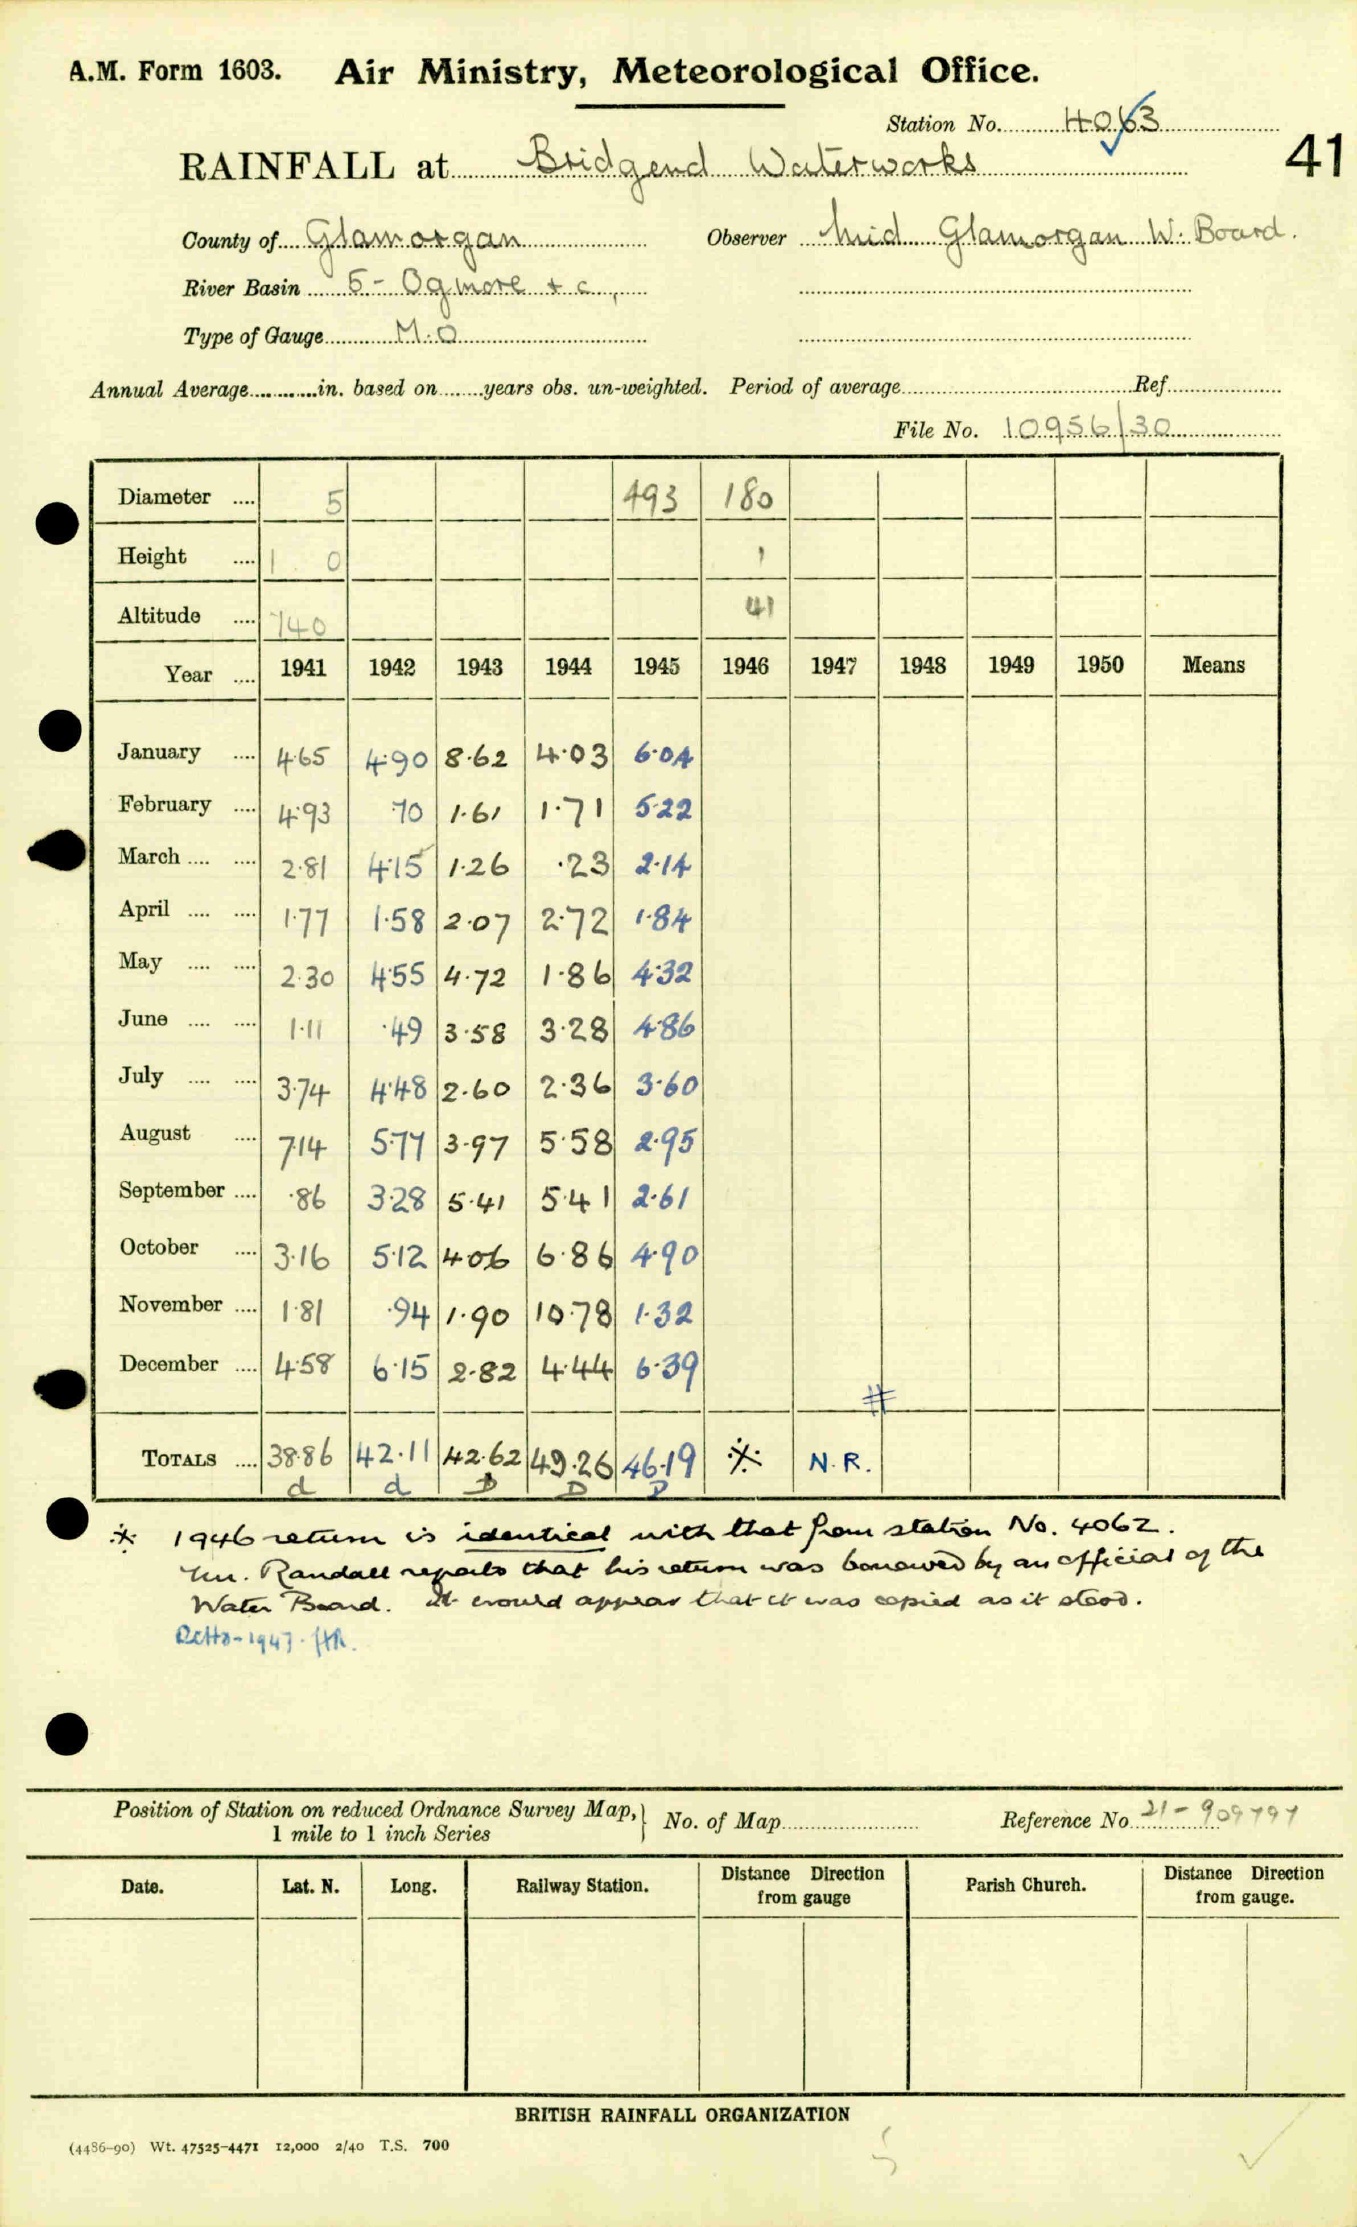 A.M. Form 1603. Air Ministry, Meteorological Office.
Station No. 4063
41
RAINFALL at Bridgend Waterworks
County of Glamorgan Observer Mid Glamorgan W. Board.
River Basin 5 - Ogmore + c,
Type of Gauge M.O
Annual Average............in. based on........years obs. un-weighted. Period of average........Ref........
File No. 10956/30
Diameter .... 5 493 180
Height .... 1 0 1
Altitude .... 140 41
Year .... 1941 1942 1943 1944 1945 1946 1947 1948 1949 1950 Means
January .... 4.65 4.90 8.62 4.03 6.04
February .... 4.93 70 1.61 1.71 5.22
March .... .... 2.81 4.15 1.26 .23 2.14
April .... .... 1.77 1.58 2.07 2.72 1.84
May .... .... 2.30 4.55 4.72 1.86 4.32
June .... .... 1.11 .49 3.58 3.28 4.86
July .... .... 3.74 4.48 2.60 2.36 3.60
August .... 7.14 5.77 3.97 5.58 2.95
September .... .86 3.28 5.41 5.41 2.61
October .... 3.16 5.12 4.06 6.86 4.90
November .... 1.81 .94 1.90 10.78 1.32
December .... 4.58 6.15 2.82 4.44 6.39
#
TOTALS .... 38.86 42.11 42.62 49.26 46.19 ※ N.R.
d d D D D
※ 1946 return is identical with that from station No. 4062.
Mr. Randall reports that his return was borrowed by an official of the
Water Board. It would appear that it was copied as it stood.
Ditto - 1947. HR.
Position of Station on reduced Ordnance Survey Map, } No. of Map........ Reference No. 21 - 909797
1 mile to 1 inch Series
Date. Lat. N. Long. Railway Station. Distance Direction from gauge Parish Church. Distance Direction from gauge.
BRITISH RAINFALL ORGANIZATION
(4486-90) Wt. 47525-4471 12,000 2/40 T.S. 700